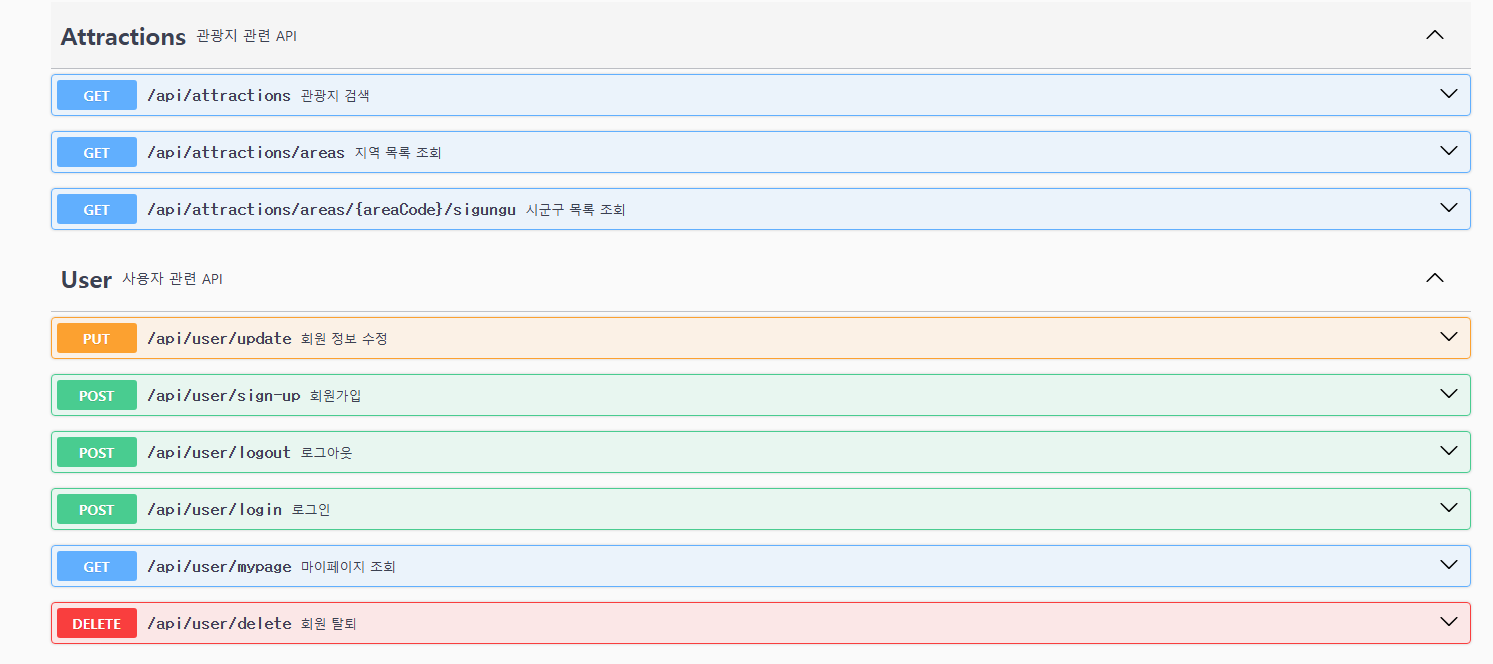 Attractions 관광지 관련 API
GET /api/attractions 관광지 검색
GET /api/attractions/areas 지역 목록 조회
GET /api/attractions/areas/{areaCode}/sigungu 시군구 목록 조회
User 사용자 관련 API
PUT /api/user/update 회원 정보 수정
POST /api/user/sign-up 회원가입
POST /api/user/logout 로그아웃
POST /api/user/login 로그인
GET /api/user/mypage 마이페이지 조회
DELETE /api/user/delete 회원 탈퇴